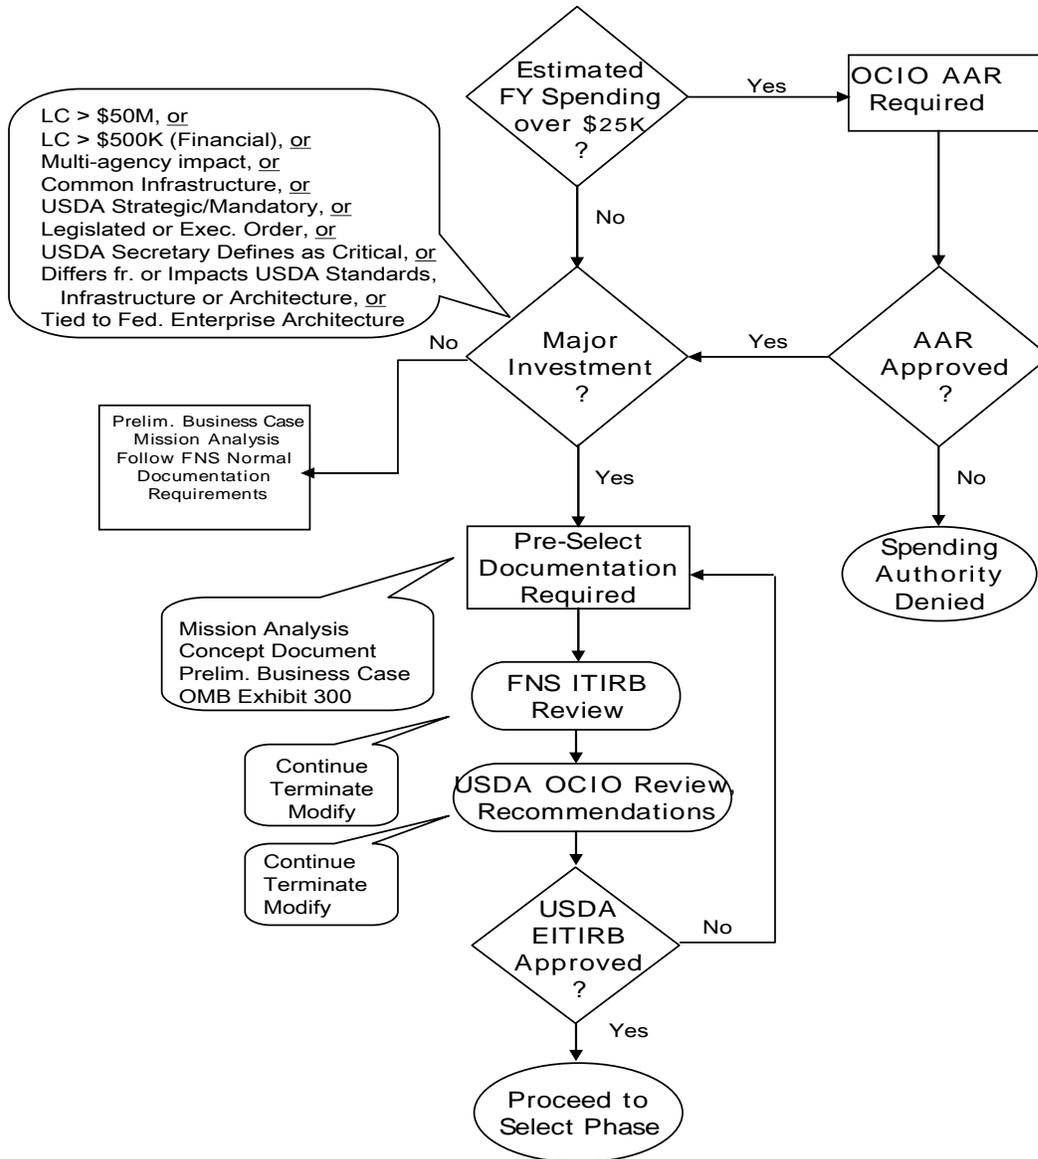 Estimated
FY Spending
over $25K
?
Yes
OCIO AAR
Required
No
LC > $50M, or
LC > $500K (Financial), or
Multi-agency impact, or
Common Infrastructure, or
USDA Strategic/Mandatory, or
Legislated or Exec. Order, or
USDA Secretary Defines as Critical, or
Differs fr. or Impacts USDA Standards,
Infrastructure or Architecture, or
Tied to Fed. Enterprise Architecture
No
Major
Investment
?
Yes
AAR
Approved
?
Prelim. Business Case
Mission Analysis
Follow FNS Normal
Documentation
Requirements
Yes
No
Spending
Authority
Denied
Pre-Select
Documentation
Required
Mission Analysis
Concept Document
Prelim. Business Case
OMB Exhibit 300
FNS ITIRB
Review
Continue
Terminate
Modify
USDA OCIO Review,
Recommendations
Continue
Terminate
Modify
USDA
EITIRB
Approved
?
No
Yes
Proceed to
Select Phase